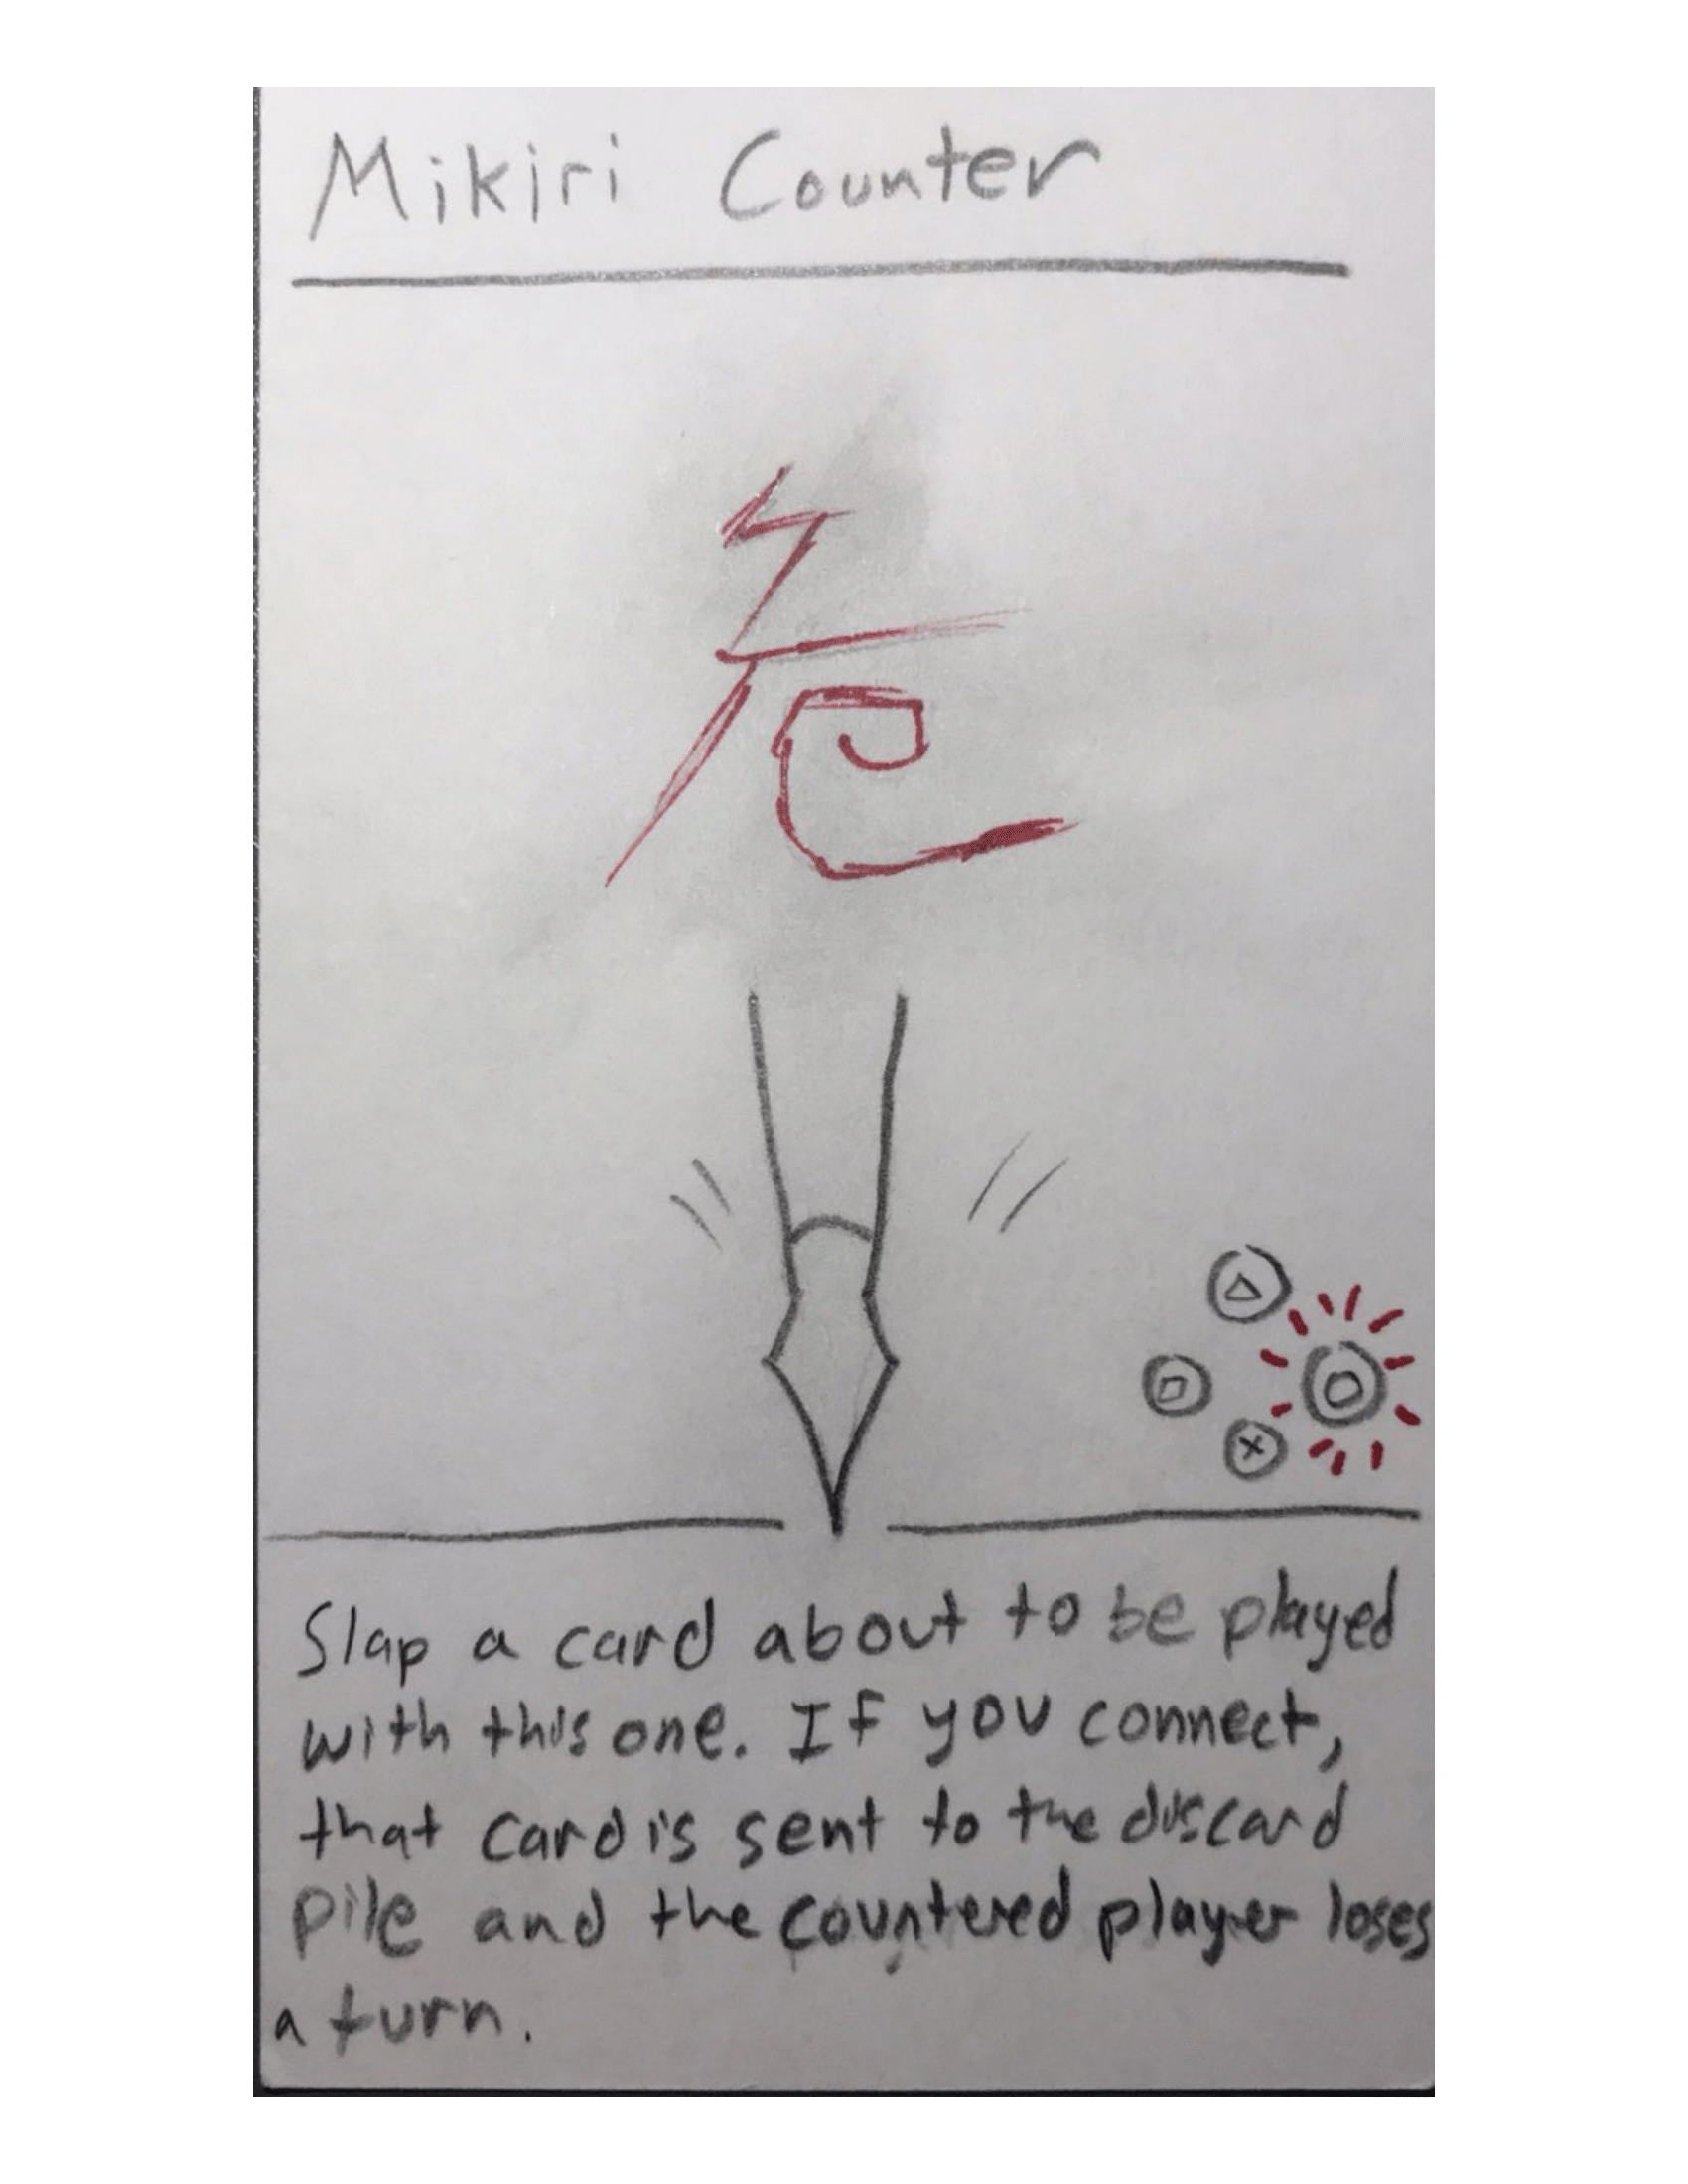 Mikiri Counter
危
Slap a card about to be played
with this one. If you connect,
that card is sent to the discard
pile and the countered player loses
a turn.